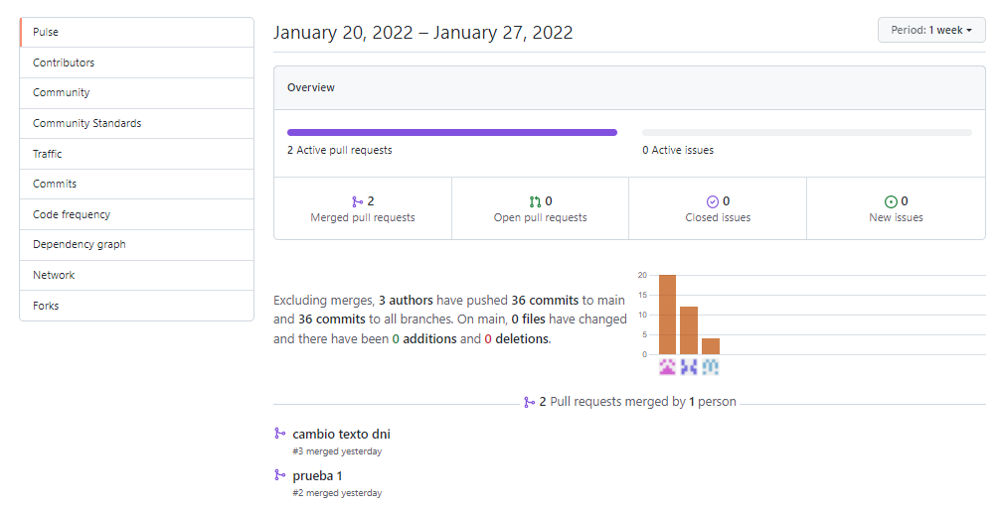 Pulse
Contributors
Community
Community Standards
Traffic
Commits
Code frequency
Dependency graph
Network
Forks
January 20, 2022 – January 27, 2022
Period: 1 week
Overview
2 Active pull requests
0 Active issues
2
Merged pull requests
0
Open pull requests
0
Closed issues
0
New issues
Excluding merges, 3 authors have pushed 36 commits to main
and 36 commits to all branches. On main, 0 files have changed
and there have been 0 additions and 0 deletions.
20
15
10
5
0
2 Pull requests merged by 1 person
cambio texto dni
#3 merged yesterday
prueba 1
#2 merged yesterday